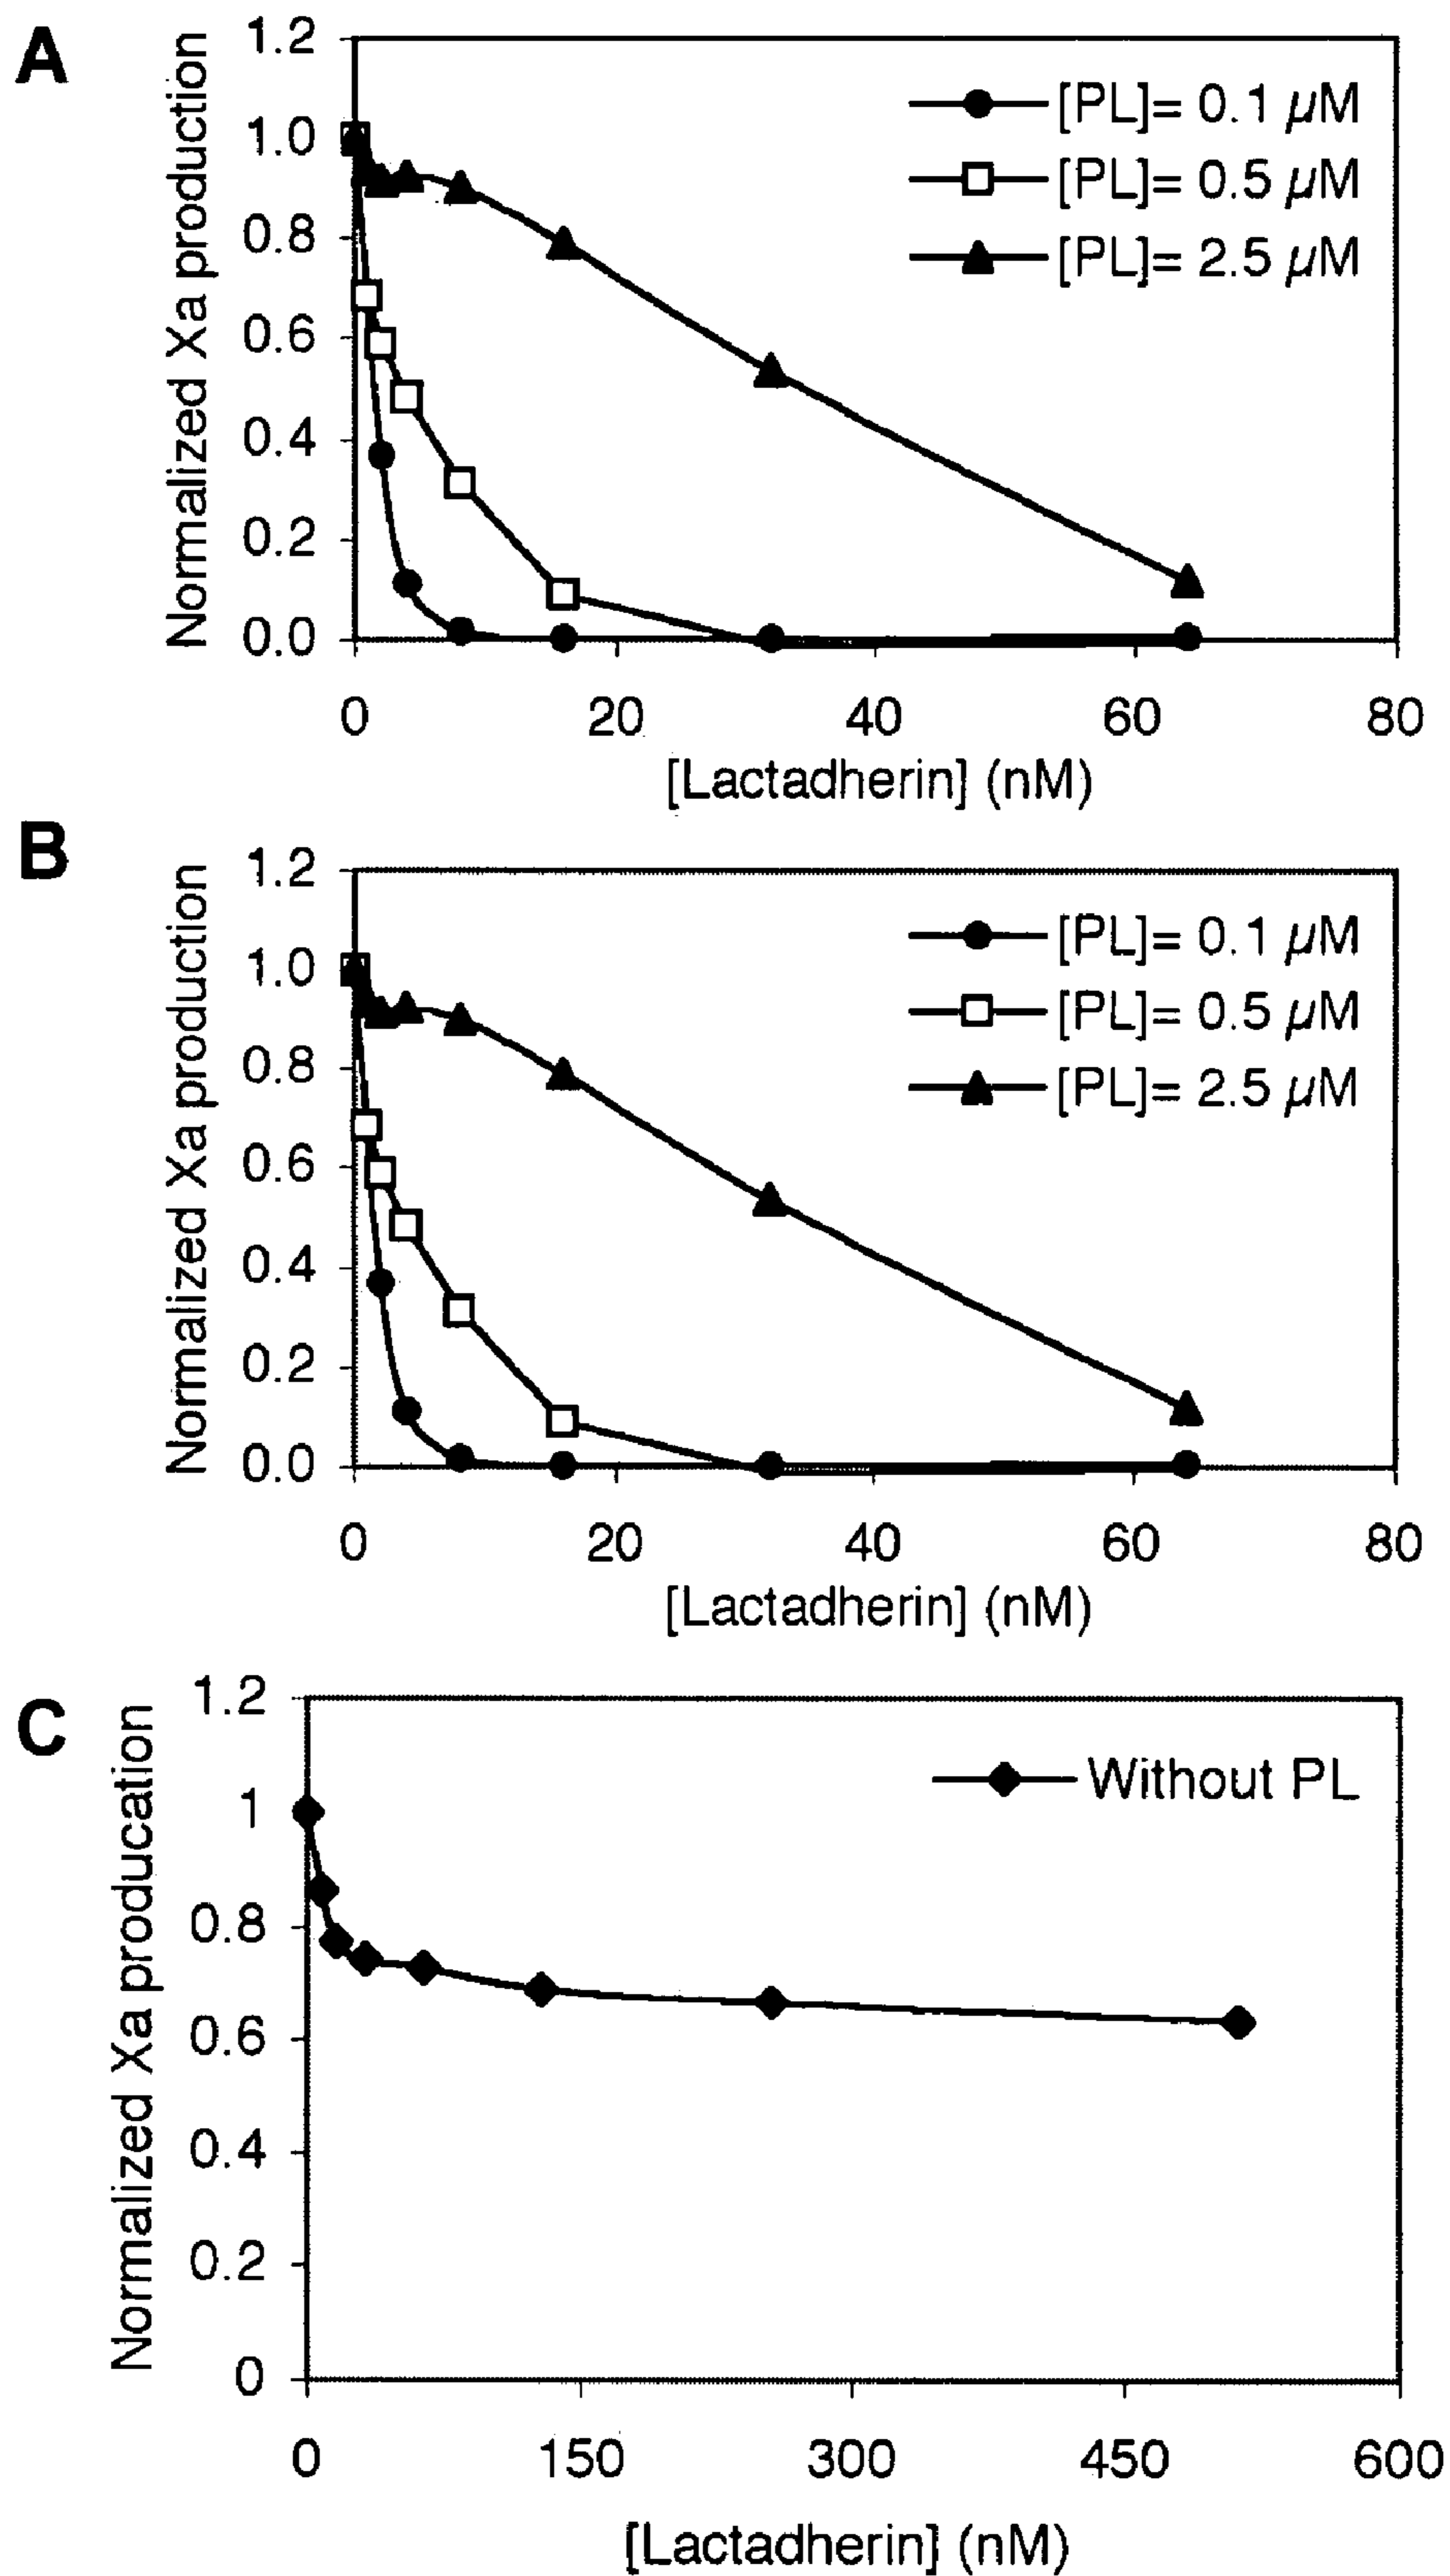 A
Normalized Xa production
1.2
1.0
0.8
0.6
0.4
0.2
0.0
[PL]= 0.1 µM
[PL]= 0.5 µM
[PL]= 2.5 µM
0 20 40 60 80
[Lactadherin] (nM)
B
Normalized Xa production
1.2
1.0
0.8
0.6
0.4
0.2
0.0
[PL]= 0.1 µM
[PL]= 0.5 µM
[PL]= 2.5 µM
0 20 40 60 80
[Lactadherin] (nM)
C
Normalized Xa producation
1.2
1
0.8
0.6
0.4
0.2
0
Without PL
0 150 300 450 600
[Lactadherin] (nM)